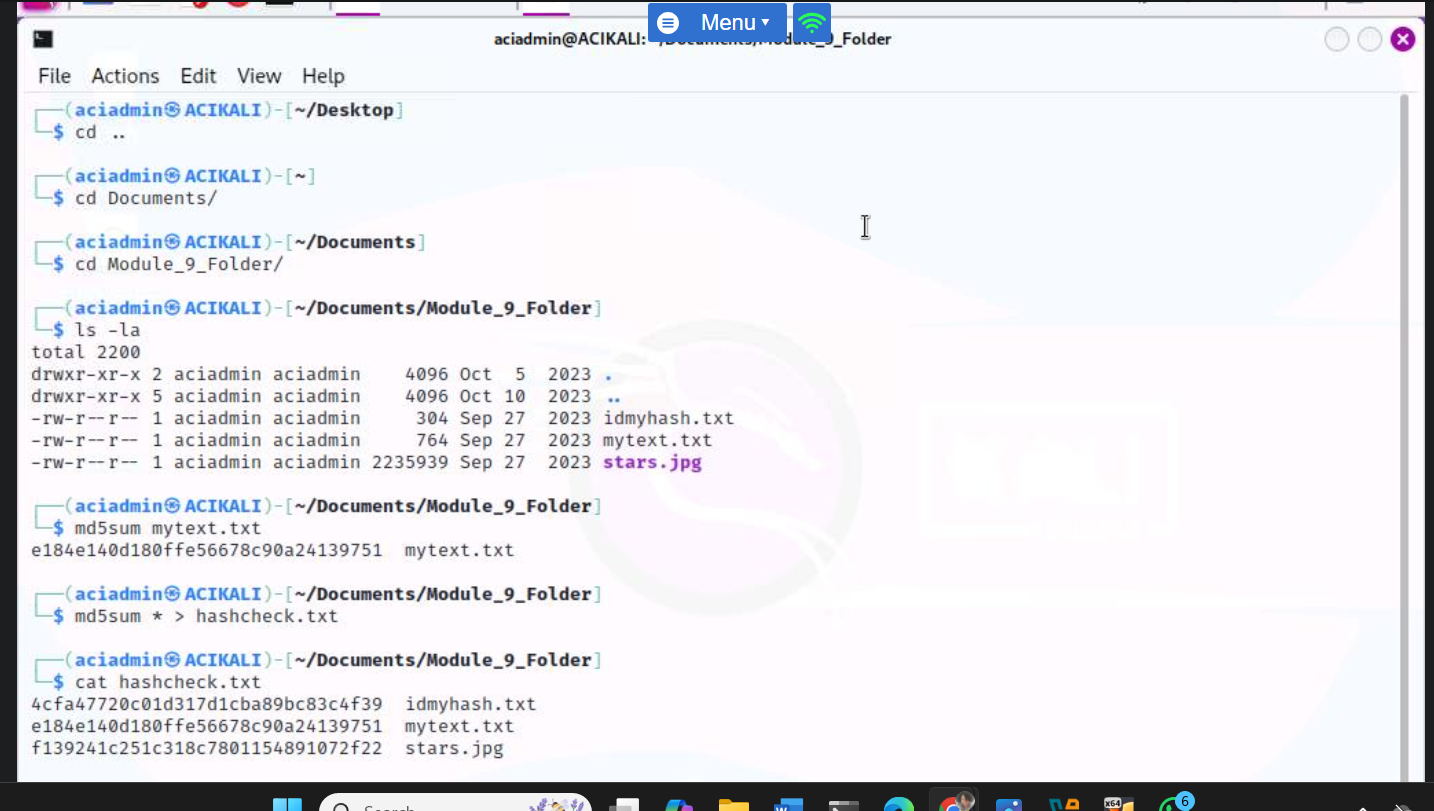 Menu
aciadmin@ACIKALI: ~/Documents/Module_9_Folder
File Actions Edit View Help
(aciadmin㉿ACIKALI)-[~/Desktop]
$ cd ..
(aciadmin㉿ACIKALI)-[~]
$ cd Documents/
(aciadmin㉿ACIKALI)-[~/Documents]
$ cd Module_9_Folder/
(aciadmin㉿ACIKALI)-[~/Documents/Module_9_Folder]
$ ls -la
total 2200
drwxr-xr-x 2 aciadmin aciadmin    4096 Oct  5  2023 .
drwxr-xr-x 5 aciadmin aciadmin    4096 Oct 10  2023 ..
-rw-r--r-- 1 aciadmin aciadmin     304 Sep 27  2023 idmyhash.txt
-rw-r--r-- 1 aciadmin aciadmin     764 Sep 27  2023 mytext.txt
-rw-r--r-- 1 aciadmin aciadmin 2235939 Sep 27  2023 stars.jpg
(aciadmin㉿ACIKALI)-[~/Documents/Module_9_Folder]
$ md5sum mytext.txt
e184e140d180ffe56678c90a24139751  mytext.txt
(aciadmin㉿ACIKALI)-[~/Documents/Module_9_Folder]
$ md5sum * > hashcheck.txt
(aciadmin㉿ACIKALI)-[~/Documents/Module_9_Folder]
$ cat hashcheck.txt
4cfa47720c01d317d1cba89bc83c4f39  idmyhash.txt
e184e140d180ffe56678c90a24139751  mytext.txt
f139241c251c318c7801154891072f22  stars.jpg
Search
x64
6